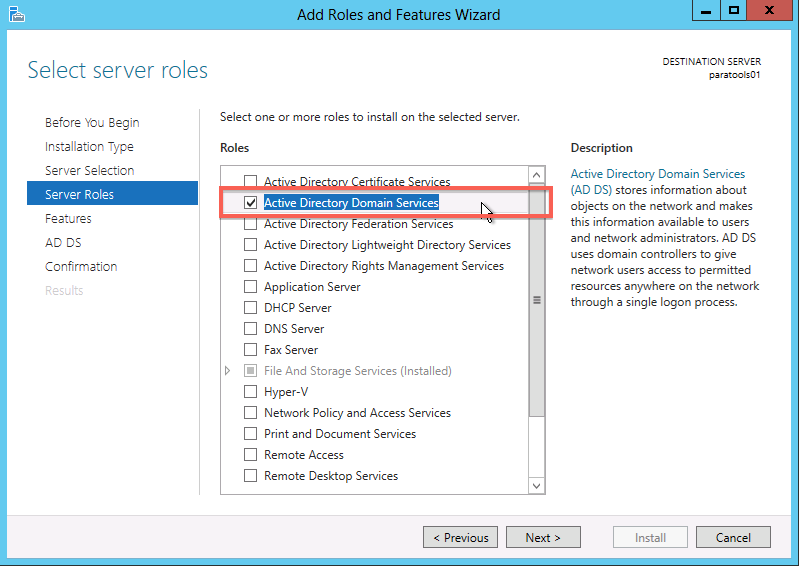 Add Roles and Features Wizard
Select server roles
DESTINATION SERVER
paratools01
Before You Begin
Installation Type
Server Selection
Server Roles
Features
AD DS
Confirmation
Results
Select one or more roles to install on the selected server.
Roles
Active Directory Certificate Services
Active Directory Domain Services
Active Directory Federation Services
Active Directory Lightweight Directory Services
Active Directory Rights Management Services
Application Server
DHCP Server
DNS Server
Fax Server
File And Storage Services (Installed)
Hyper-V
Network Policy and Access Services
Print and Document Services
Remote Access
Remote Desktop Services
Description
Active Directory Domain Services
(AD DS) stores information about
objects on the network and makes
this information available to users
and network administrators. AD DS
uses domain controllers to give
network users access to permitted
resources anywhere on the network
through a single logon process.
< Previous
Next >
Install
Cancel